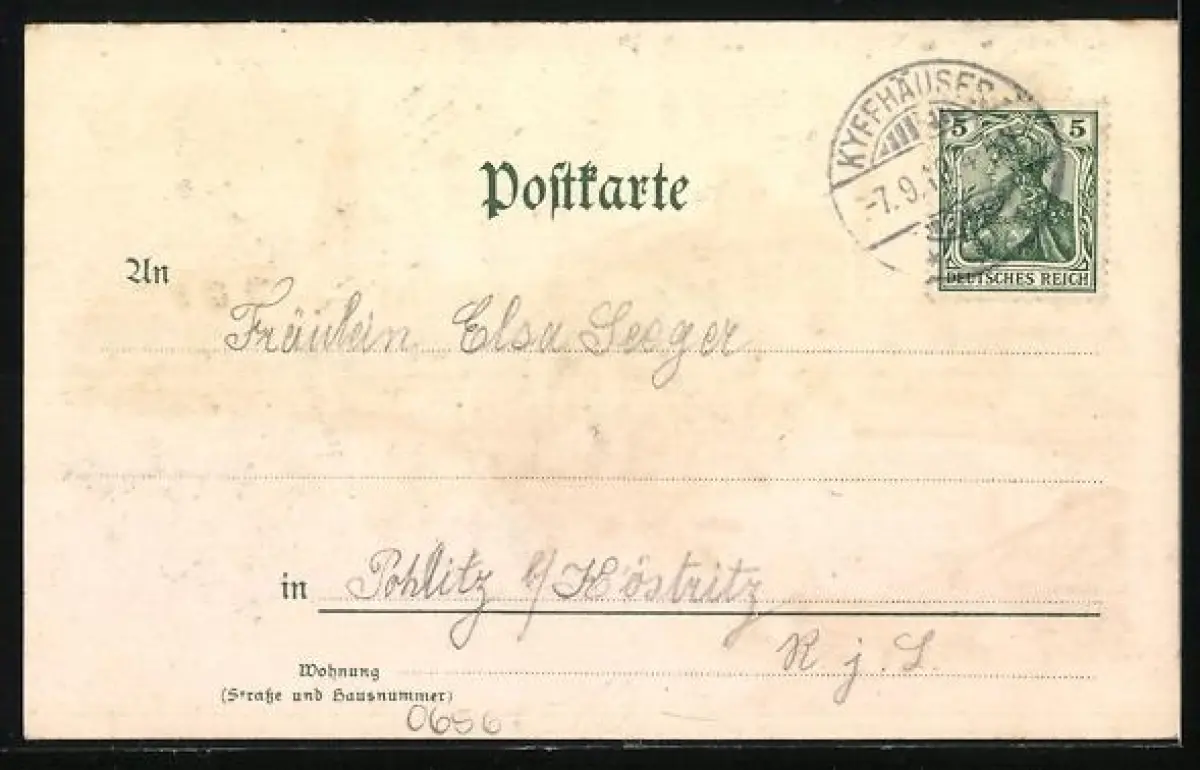 KYFFHÄUSER
-7.9.1
5 5
DEUTSCHES REICH
Postkarte
An
Fräulein Elsa Seeger
in Pohlitz b/ Köstritz
R j. L.
Wohnung
(Straße und Hausnummer)
0656